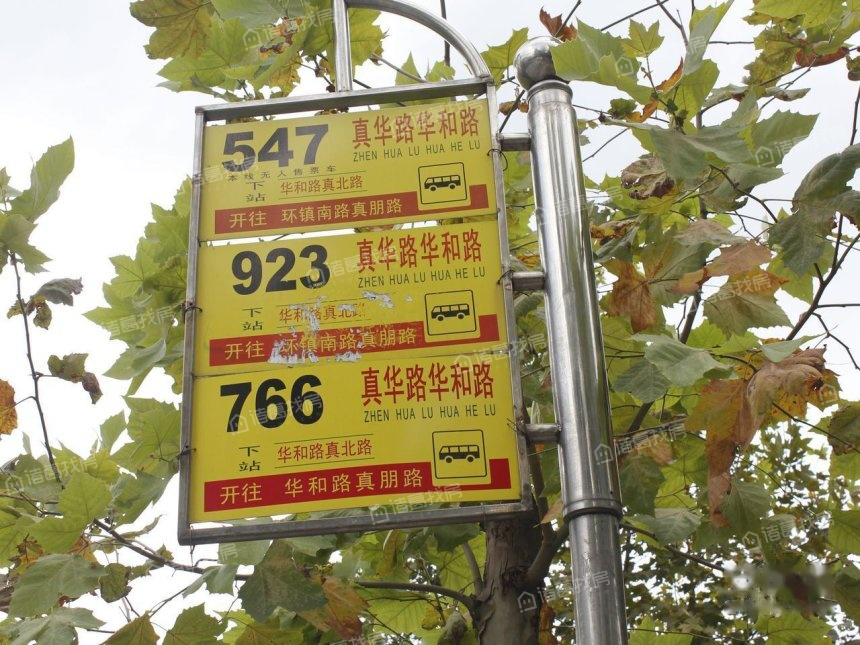 547
真华路华和路
ZHEN HUA LU HUA HE LU
本线无人售票车
下站
华和路真北路
开往 环镇南路真朋路
923
真华路华和路
ZHEN HUA LU HUA HE LU
下站
华和路真北路
开往 环镇南路真朋路
766
真华路华和路
ZHEN HUA LU HUA HE LU
下站
华和路真北路
开往 华和路真朋路
诸葛找房